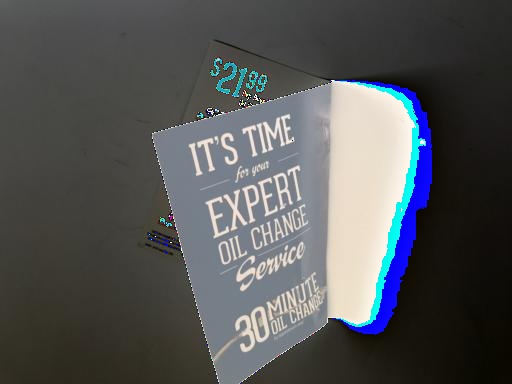 $21.99
IT'S TIME
for your
EXPERT
OIL CHANGE
Service
30 MINUTE
OIL CHANGE